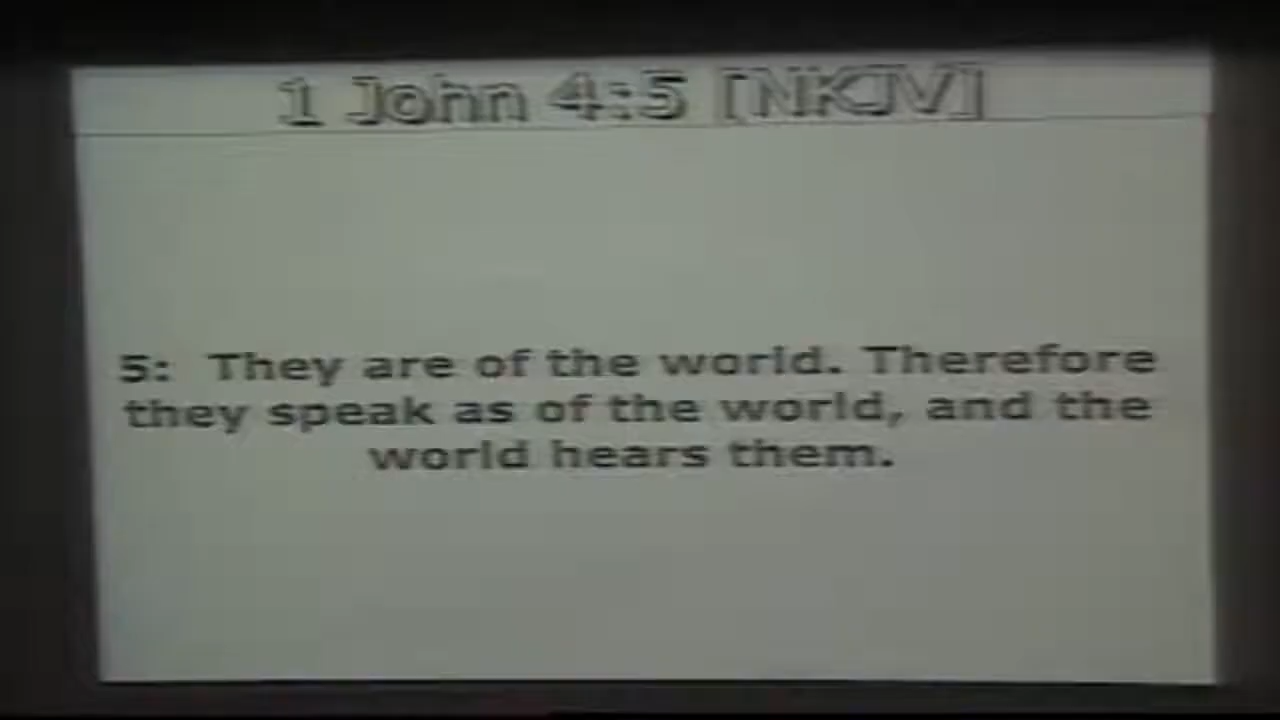 1 John 4:5 [NKJV]
5: They are of the world. Therefore
they speak as of the world, and the
world hears them.